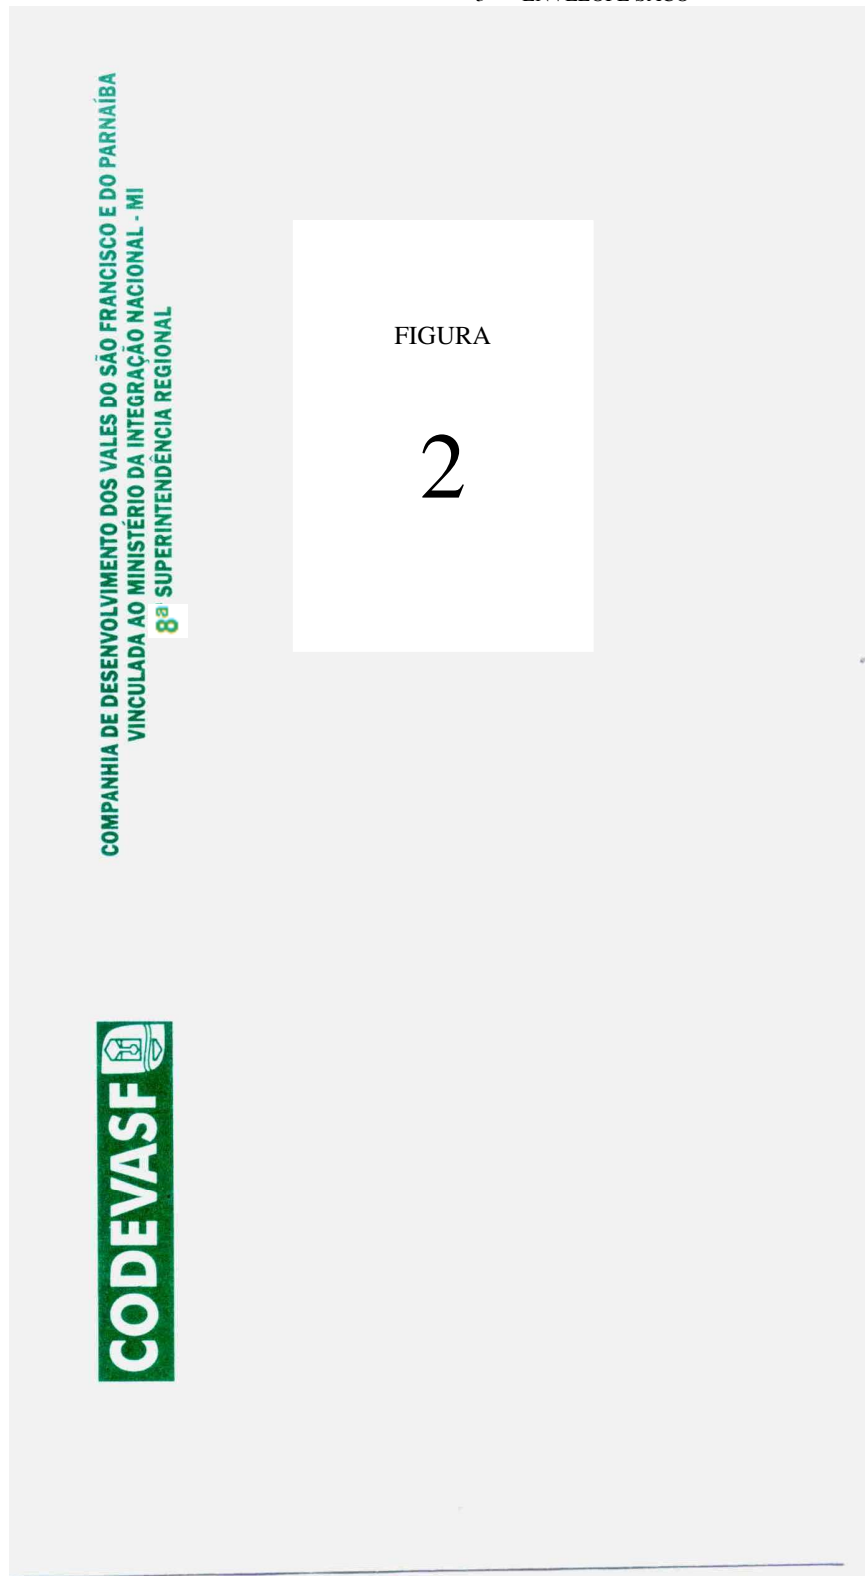 COMPANHIA DE DESENVOLVIMENTO DOS VALES DO SÃO FRANCISCO E DO PARNAÍBA
VINCULADA AO MINISTÉRIO DA INTEGRAÇÃO NACIONAL - MI
8ª SUPERINTENDÊNCIA REGIONAL
FIGURA
2
CODEVASF